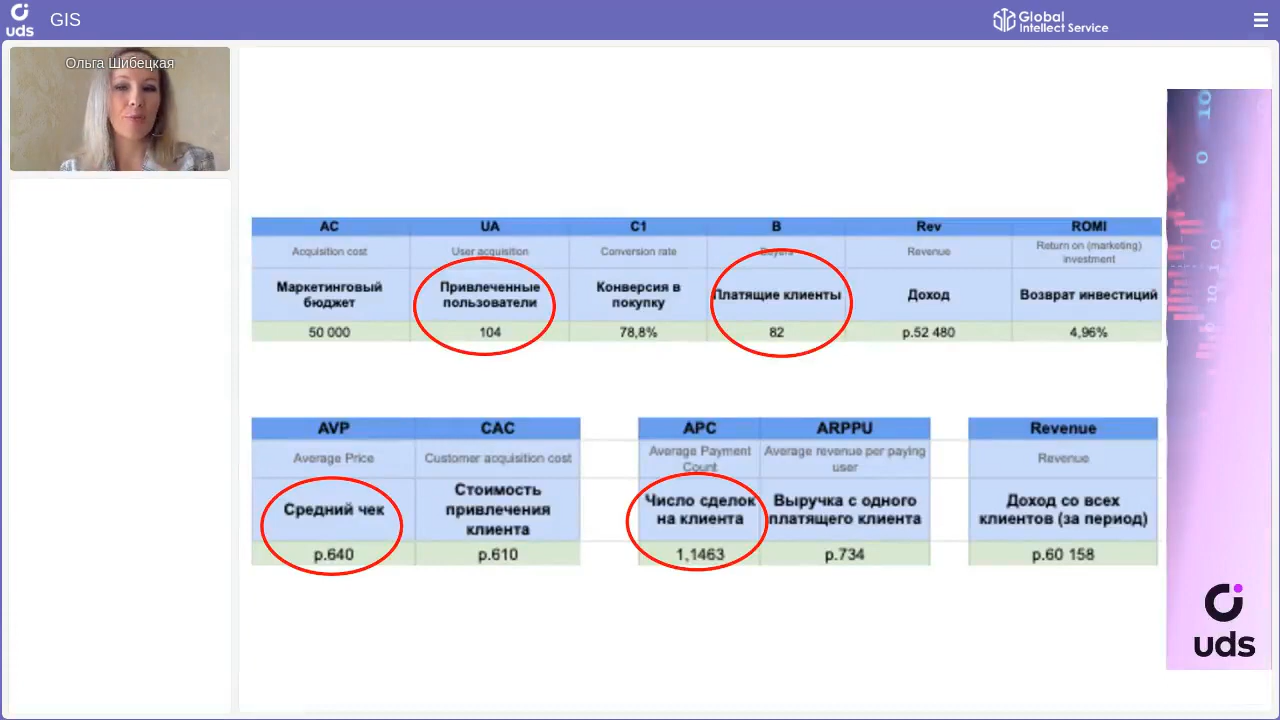 uds
GIS
Global
Intellect Service
Ольга Шибецкая
AC
UA
C1
B
Rev
ROMI
Acquisition cost
User acquisition
Conversion rate
Buyers
Revenue
Return on (marketing)
investment
Маркетинговый
бюджет
Привлеченные
пользователи
Конверсия в
покупку
Платящие клиенты
Доход
Возврат инвестиций
50 000
104
78,8%
82
р.52 480
4,96%
AVP
CAC
APC
ARPPU
Revenue
Average Price
Customer acquisition cost
Average Payment
Count
Average revenue per paying
user
Revenue
Средний чек
Стоимость
привлечения
клиента
Число сделок
на клиента
Выручка с одного
платящего клиента
Доход со всех
клиентов (за период)
р.640
р.610
1,1463
р.734
р.60 158
uds